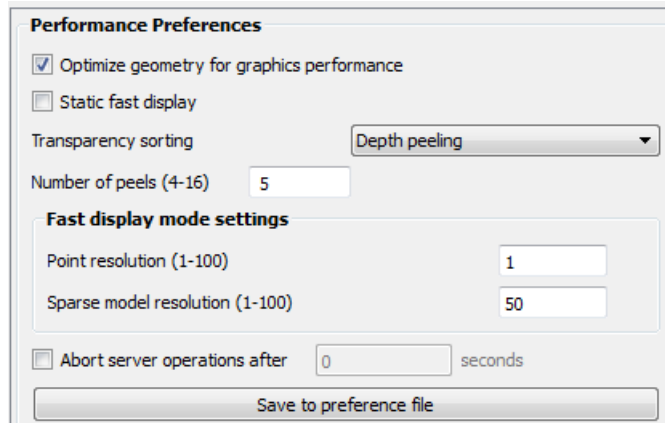 Performance Preferences
Optimize geometry for graphics performance
Static fast display
Transparency sorting Depth peeling
Number of peels (4-16) 5
Fast display mode settings
Point resolution (1-100) 1
Sparse model resolution (1-100) 50
Abort server operations after 0 seconds
Save to preference file